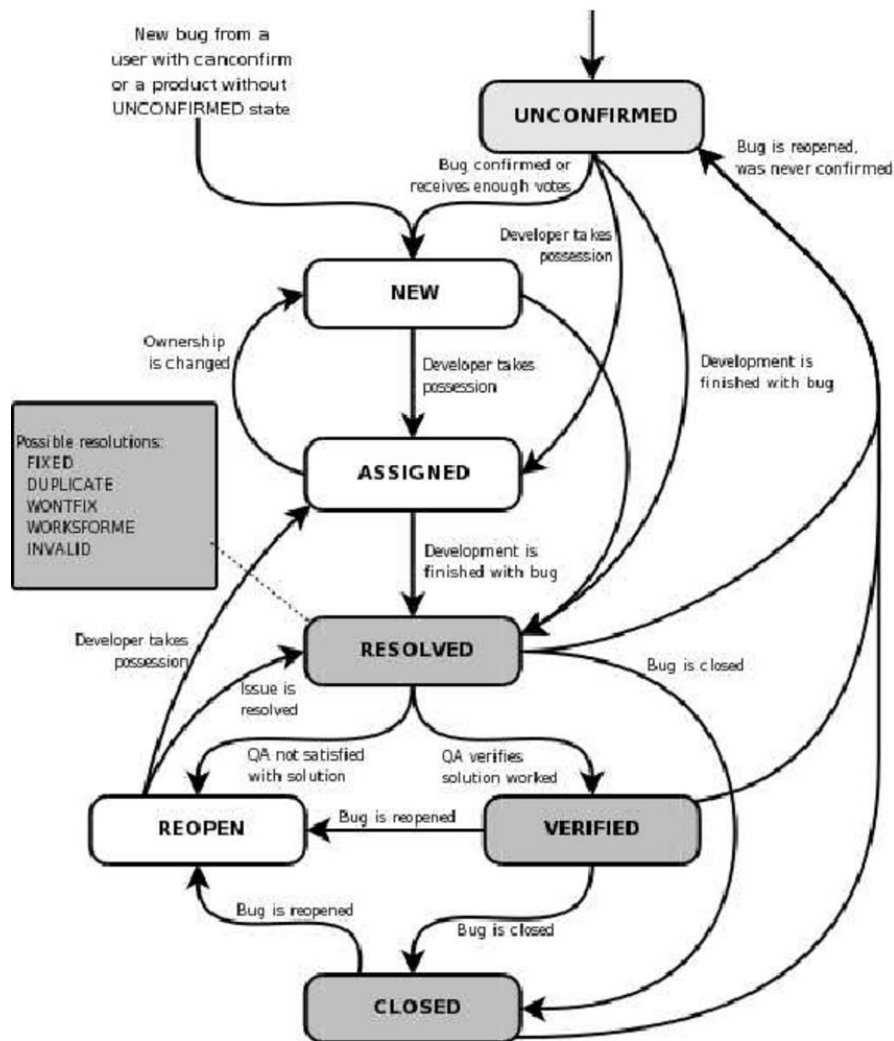 New bug from a
user with canconfirm
or a product without
UNCONFIRMED state
UNCONFIRMED
Bug is reopened,
was never confirmed
Bug confirmed or
receives enough votes
Developer takes
possession
NEW
Ownership
is changed
Developer takes
possession
Development is
finished with bug
Possible resolutions:
FIXED
DUPLICATE
WONTFIX
WORKSFORME
INVALID
ASSIGNED
Development is
finished with bug
RESOLVED
Developer takes
possession
Issue is
resolved
Bug is closed
QA not satisfied
with solution
QA verifies
solution worked
REOPEN
Bug is reopened
VERIFIED
Bug is reopened
Bug is closed
CLOSED